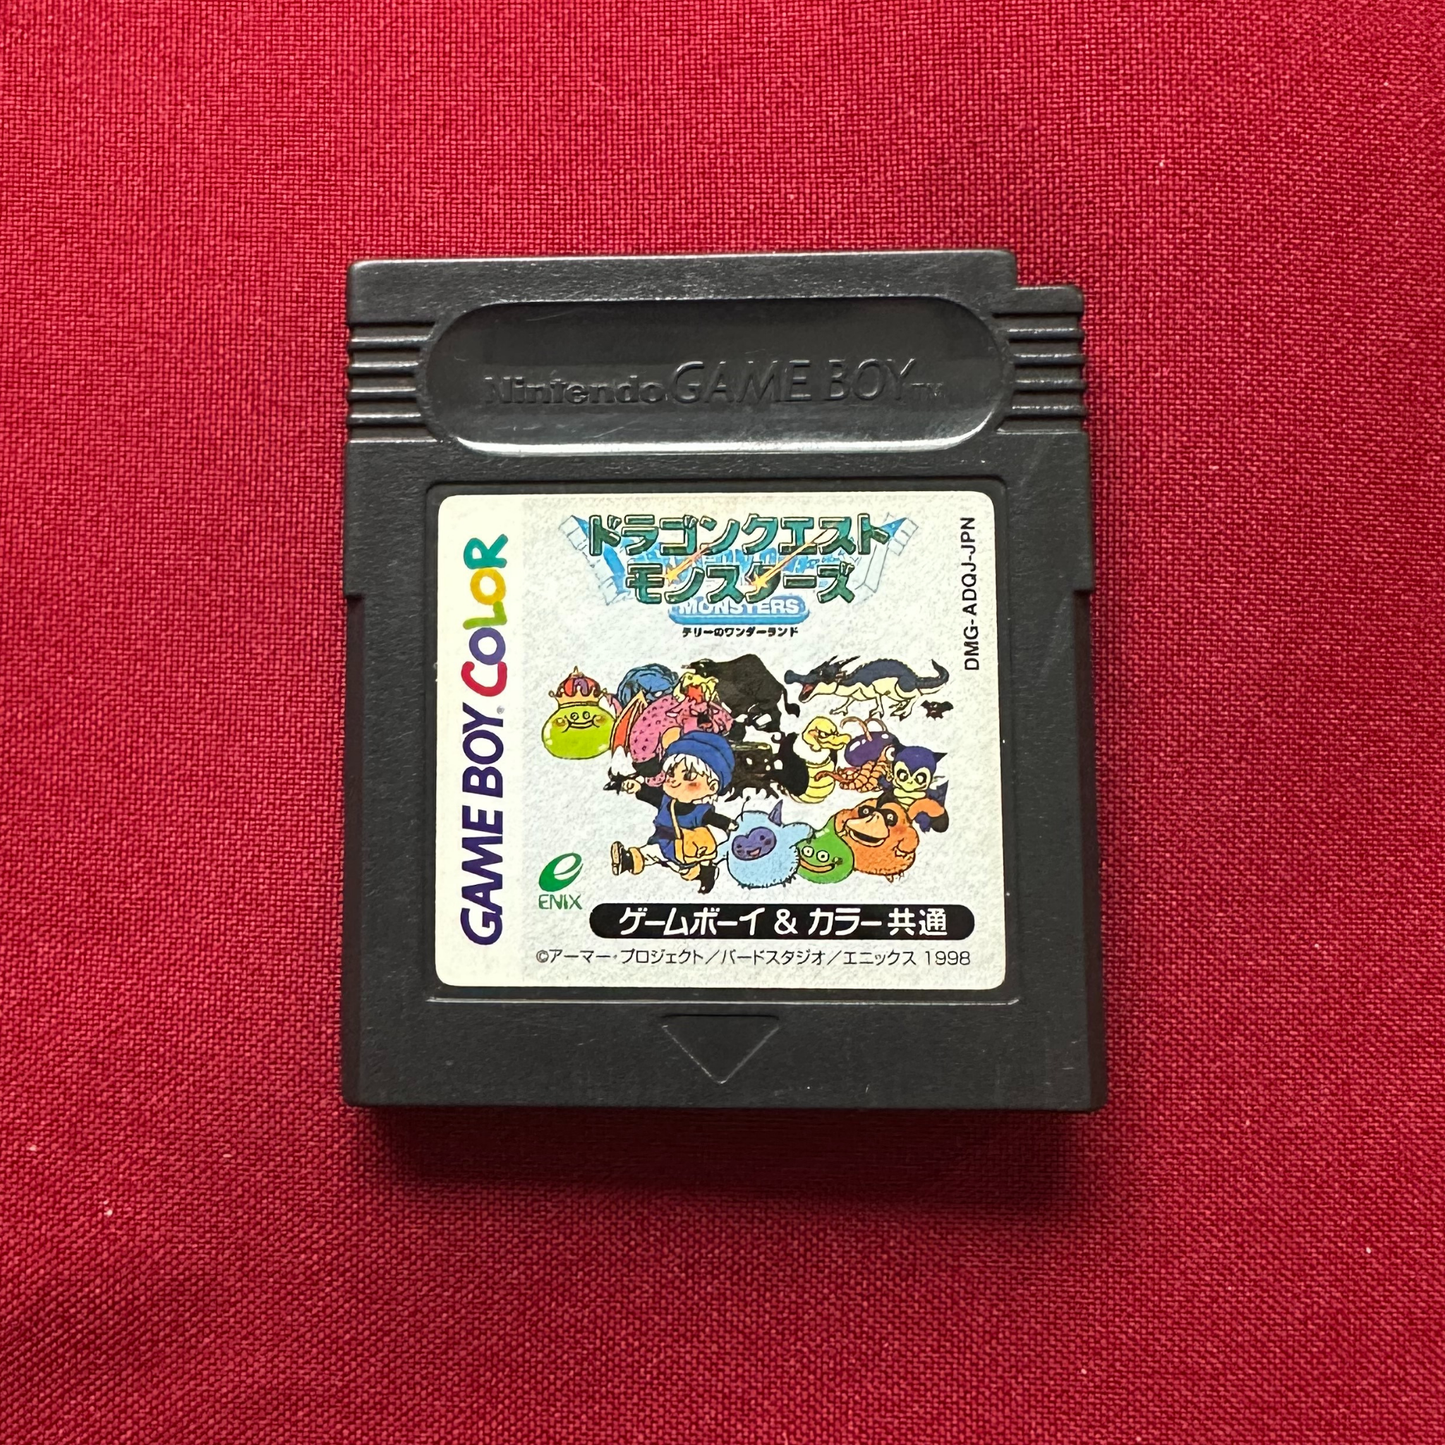 Nintendo GAME BOY TM
GAME BOY COLOR
ドラゴンクエスト
モンスターズ
MONSTERS
テリーのワンダーランド
DMG-ADQJ-JPN
e
ENIX
ゲームボーイ & カラー共通
©アーマー・プロジェクト/バードスタジオ/エニックス 1998